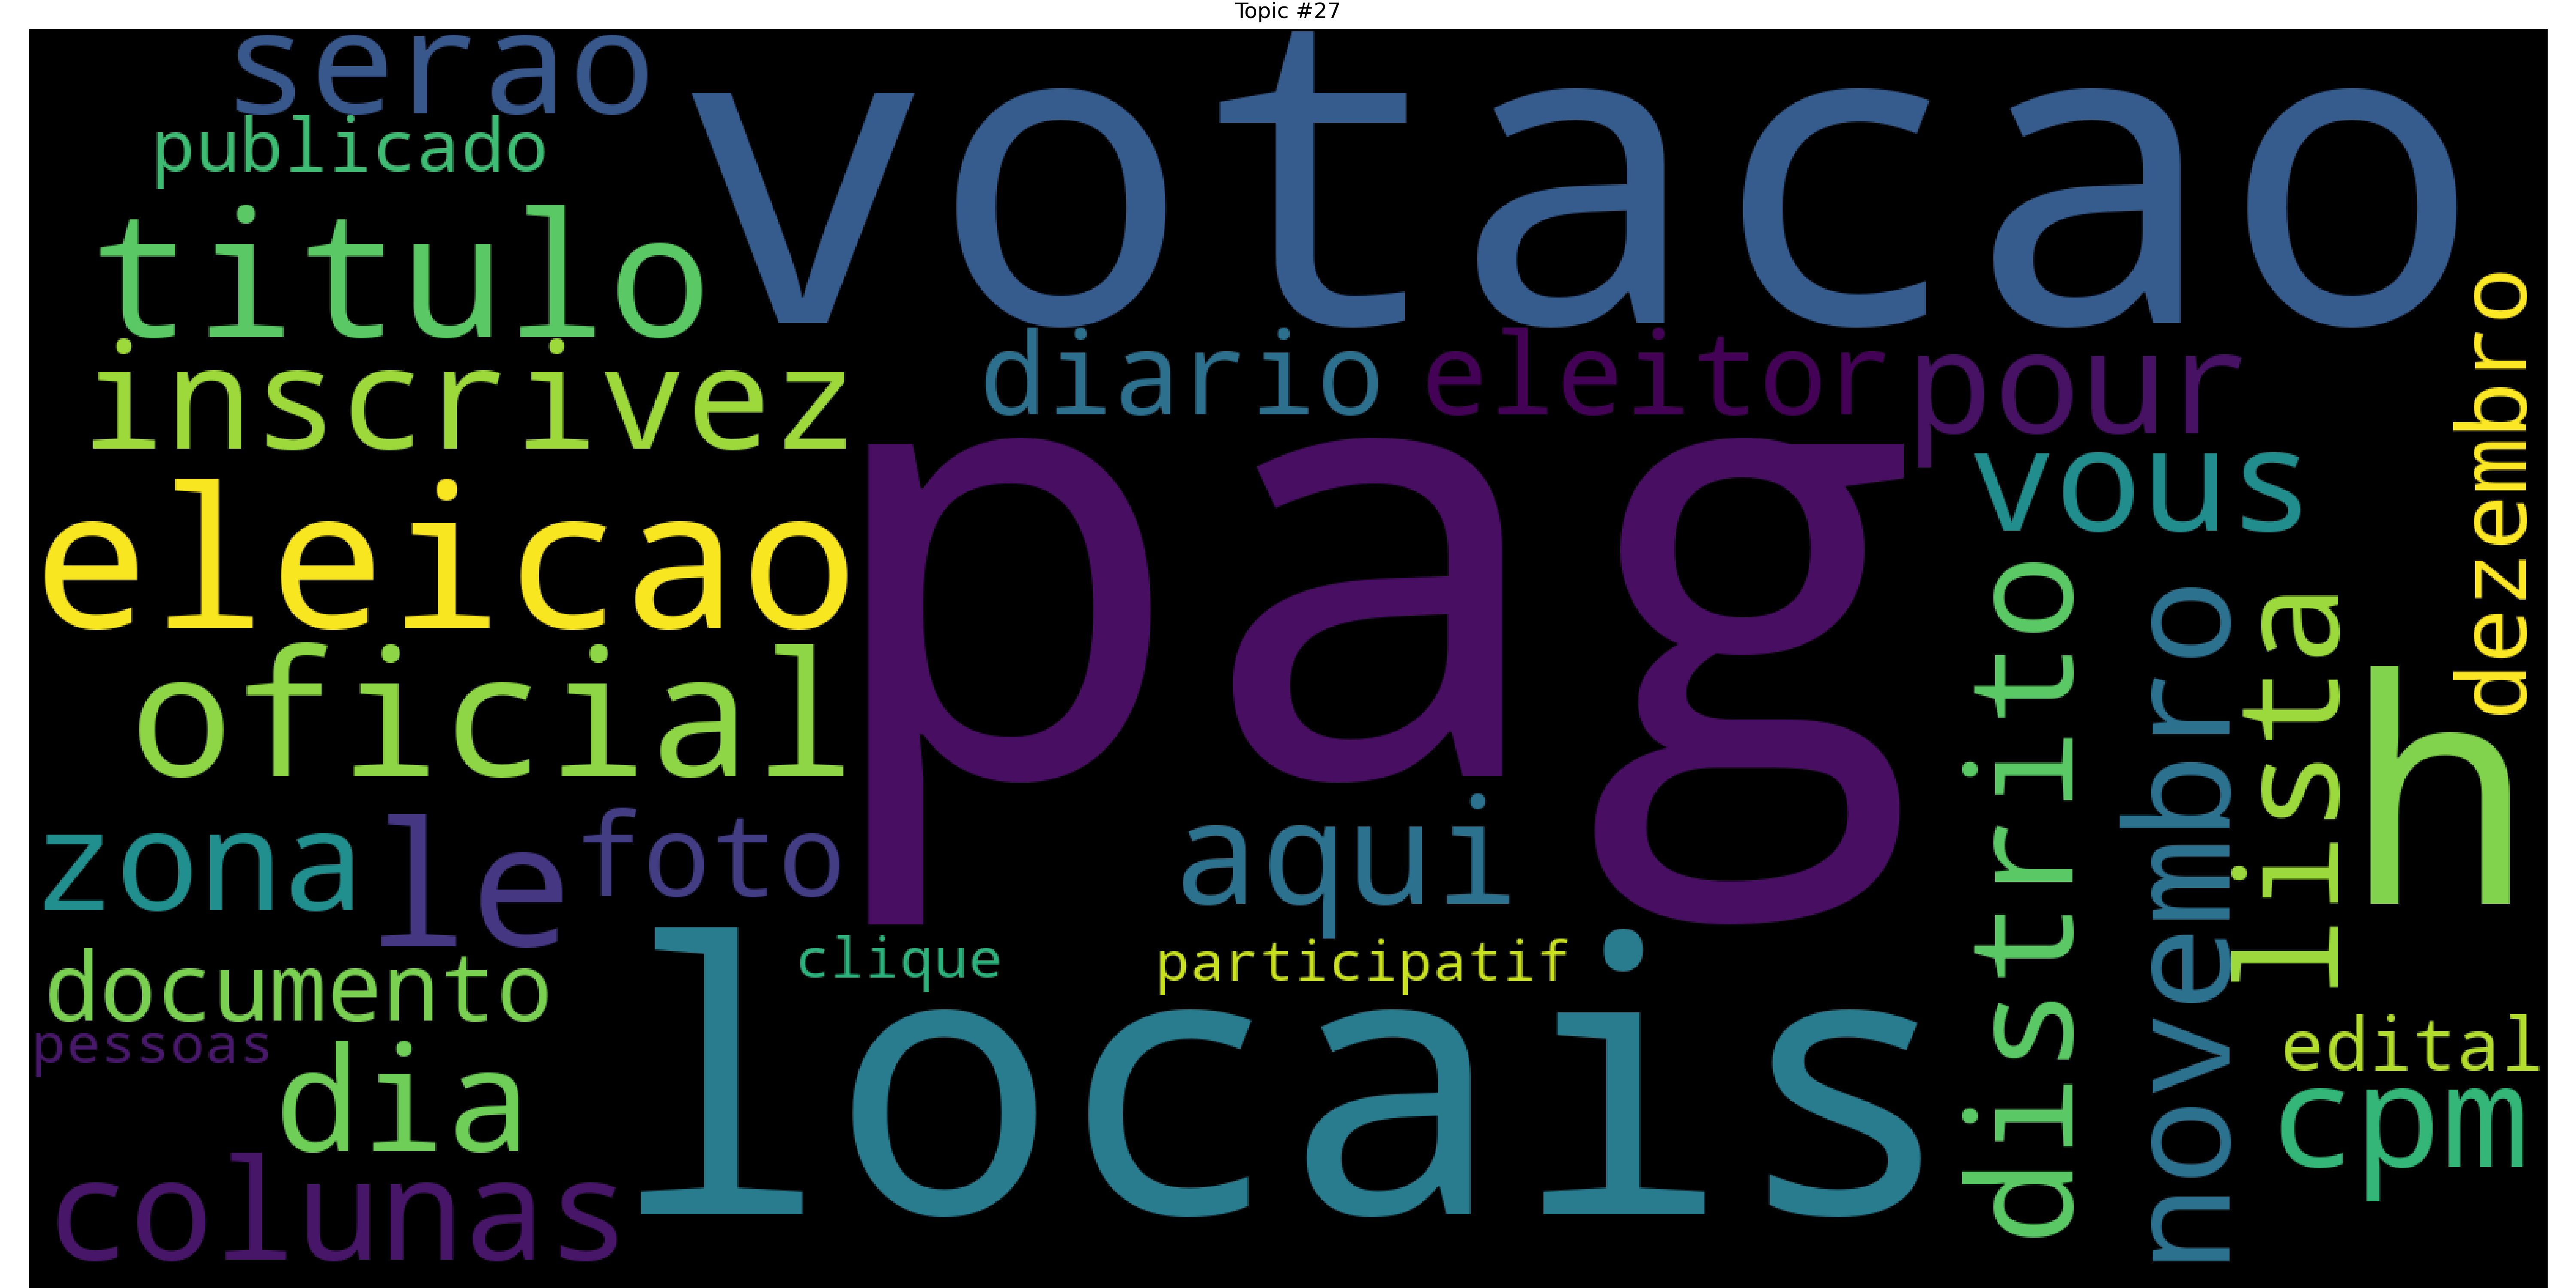 Topic #27
serao
votacao
publicado
titulo
diario
eleitor
pour
dezembro
inscrivez
vous
eleicao
pag
distrito
novembro
lista
h
oficial
zona
le
foto
aqui
clique
participatif
documento
locais
pessoas
edital
dia
cpm
colunas